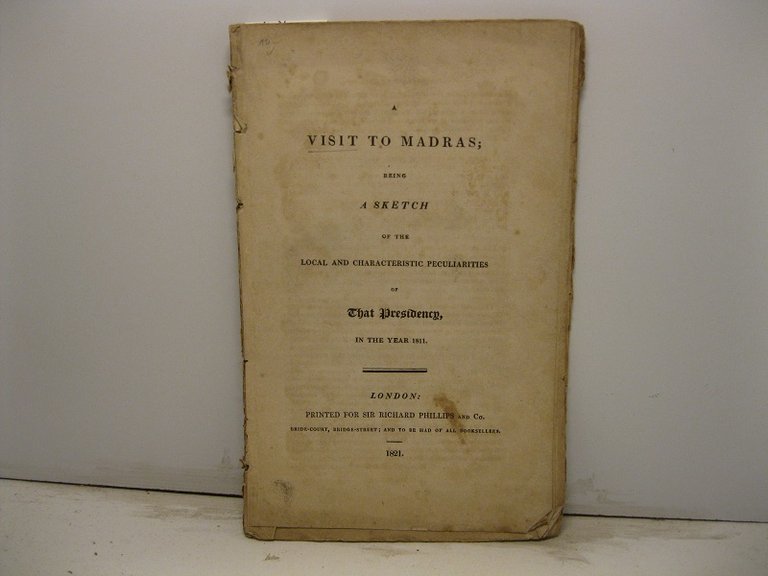 A
VISIT TO MADRAS;
BEING
A SKETCH
OF THE
LOCAL AND CHARACTERISTIC PECULIARITIES
OF
That Presidency,
IN THE YEAR 1811.
LONDON:
PRINTED FOR SIR RICHARD PHILLIPS AND Co.
BRIDE-COURT, BRIDGE-STREET; AND TO BE HAD OF ALL BOOKSELLERS.
1821.